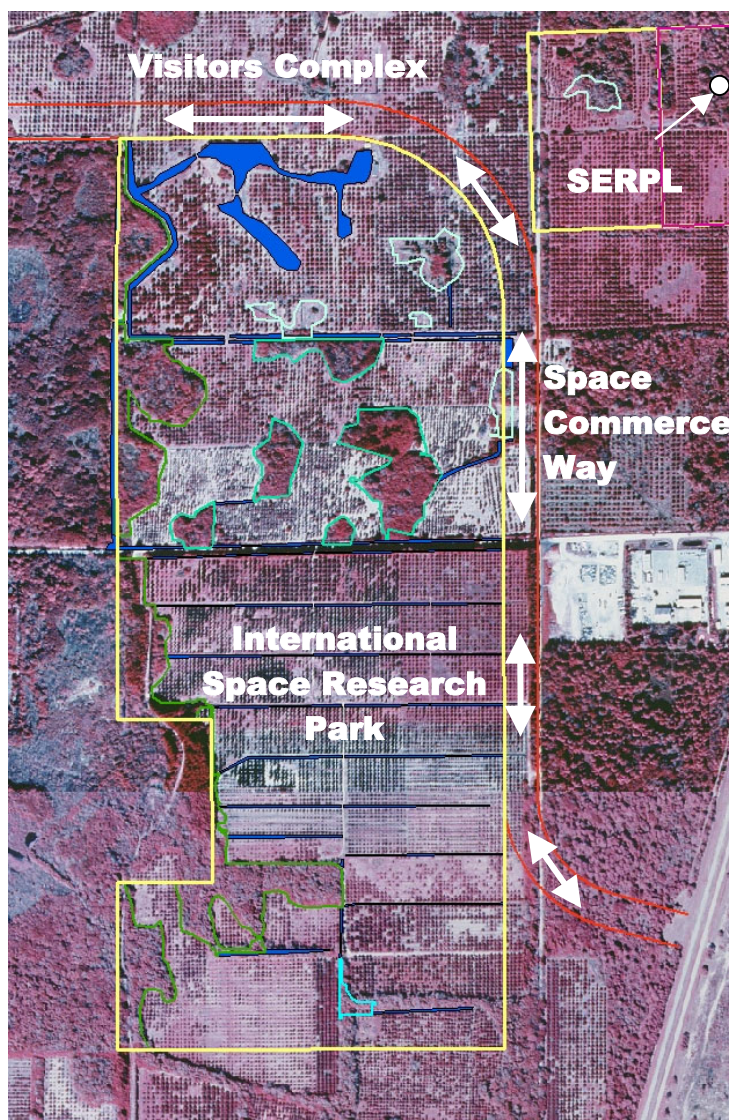 Visitors Complex
SERPL
Space
Commerce
Way
International
Space Research
Park